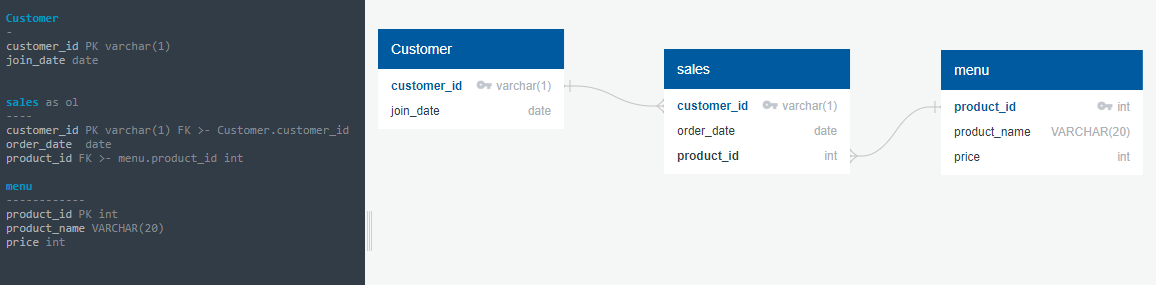 Customer
-
customer_id PK varchar(1)
join_date date
sales as ol
----
customer_id PK varchar(1) FK >- Customer.customer_id
order_date  date
product_id FK >- menu.product_id int
menu
------------
product_id PK int
product_name VARCHAR(20)
price int
Customer
customer_id varchar(1)
join_date date
sales
customer_id varchar(1)
order_date date
product_id int
menu
product_id int
product_name VARCHAR(20)
price int